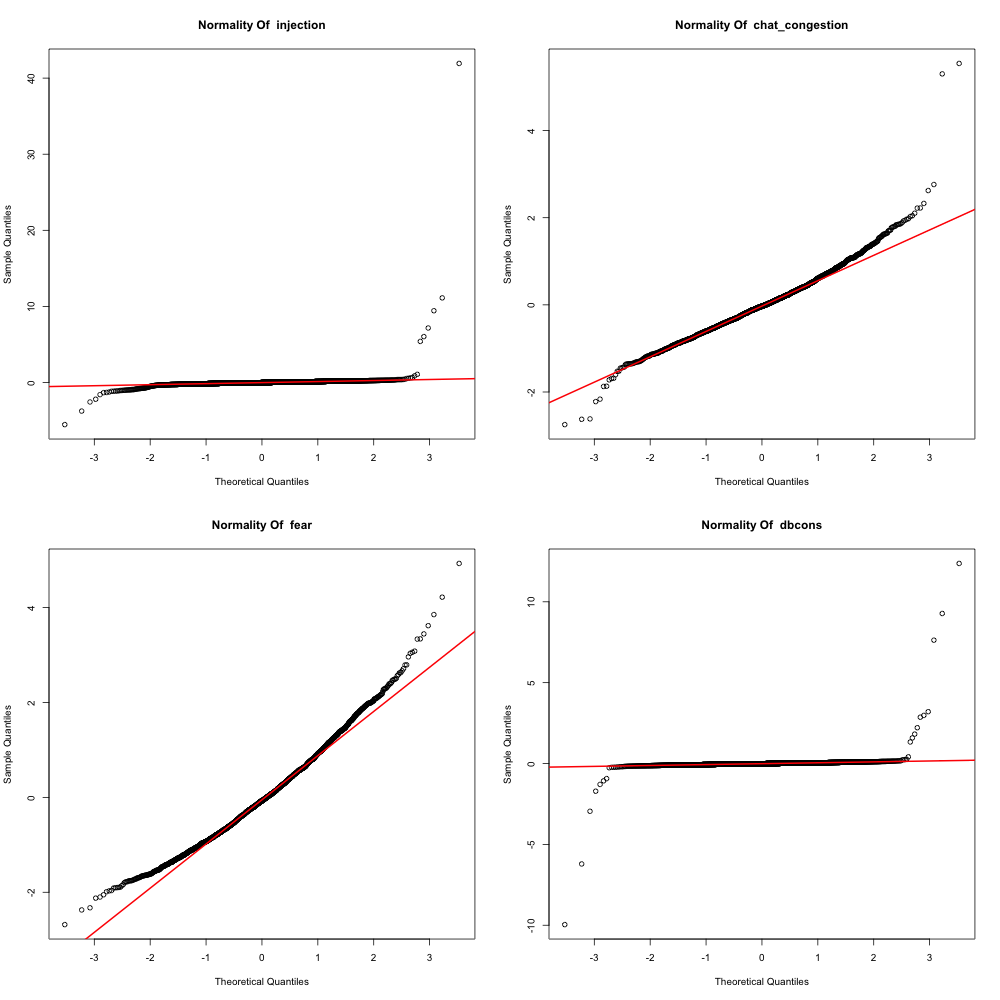 Normality Of injection
Sample Quantiles
40
30
20
10
0
-3 -2 -1 0 1 2 3
Theoretical Quantiles
Normality Of chat_congestion
Sample Quantiles
4
2
0
-2
-3 -2 -1 0 1 2 3
Theoretical Quantiles
Normality Of fear
Sample Quantiles
4
2
0
-2
-3 -2 -1 0 1 2 3
Theoretical Quantiles
Normality Of dbcons
Sample Quantiles
10
5
0
-5
-10
-3 -2 -1 0 1 2 3
Theoretical Quantiles